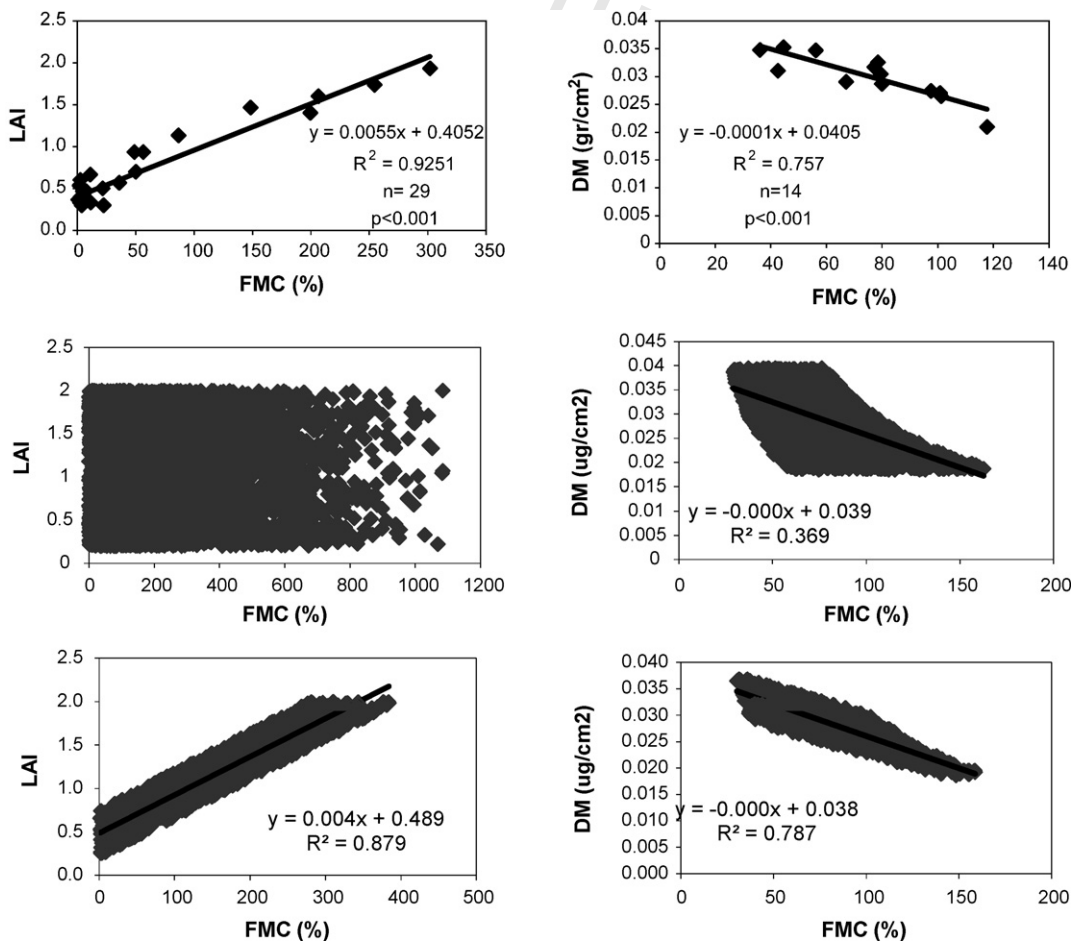 2.5
2.0
1.5
1.0
0.5
0.0
LAI
y = 0.0055x + 0.4052
R² = 0.9251
n= 29
p<0.001
0 50 100 150 200 250 300 350
FMC (%)
0.04
0.035
0.03
0.025
0.02
0.015
0.01
0.005
0
DM (gr/cm²)
y = -0.0001x + 0.0405
R² = 0.757
n=14
p<0.001
0 20 40 60 80 100 120 140
FMC (%)
2.5
2
1.5
1
0.5
0
LAI
0 200 400 600 800 1000 1200
FMC (%)
0.045
0.04
0.035
0.03
0.025
0.02
0.015
0.01
0.005
0
DM (ug/cm2)
y = -0.000x + 0.039
R² = 0.369
0 50 100 150 200
FMC (%)
2.5
2.0
1.5
1.0
0.5
0.0
LAI
y = 0.004x + 0.489
R² = 0.879
0 100 200 300 400 500
FMC (%)
0.040
0.035
0.030
0.025
0.020
0.015
0.010
0.005
0.000
DM (ug/cm2)
y = -0.000x + 0.038
R² = 0.787
0 50 100 150 200
FMC (%)